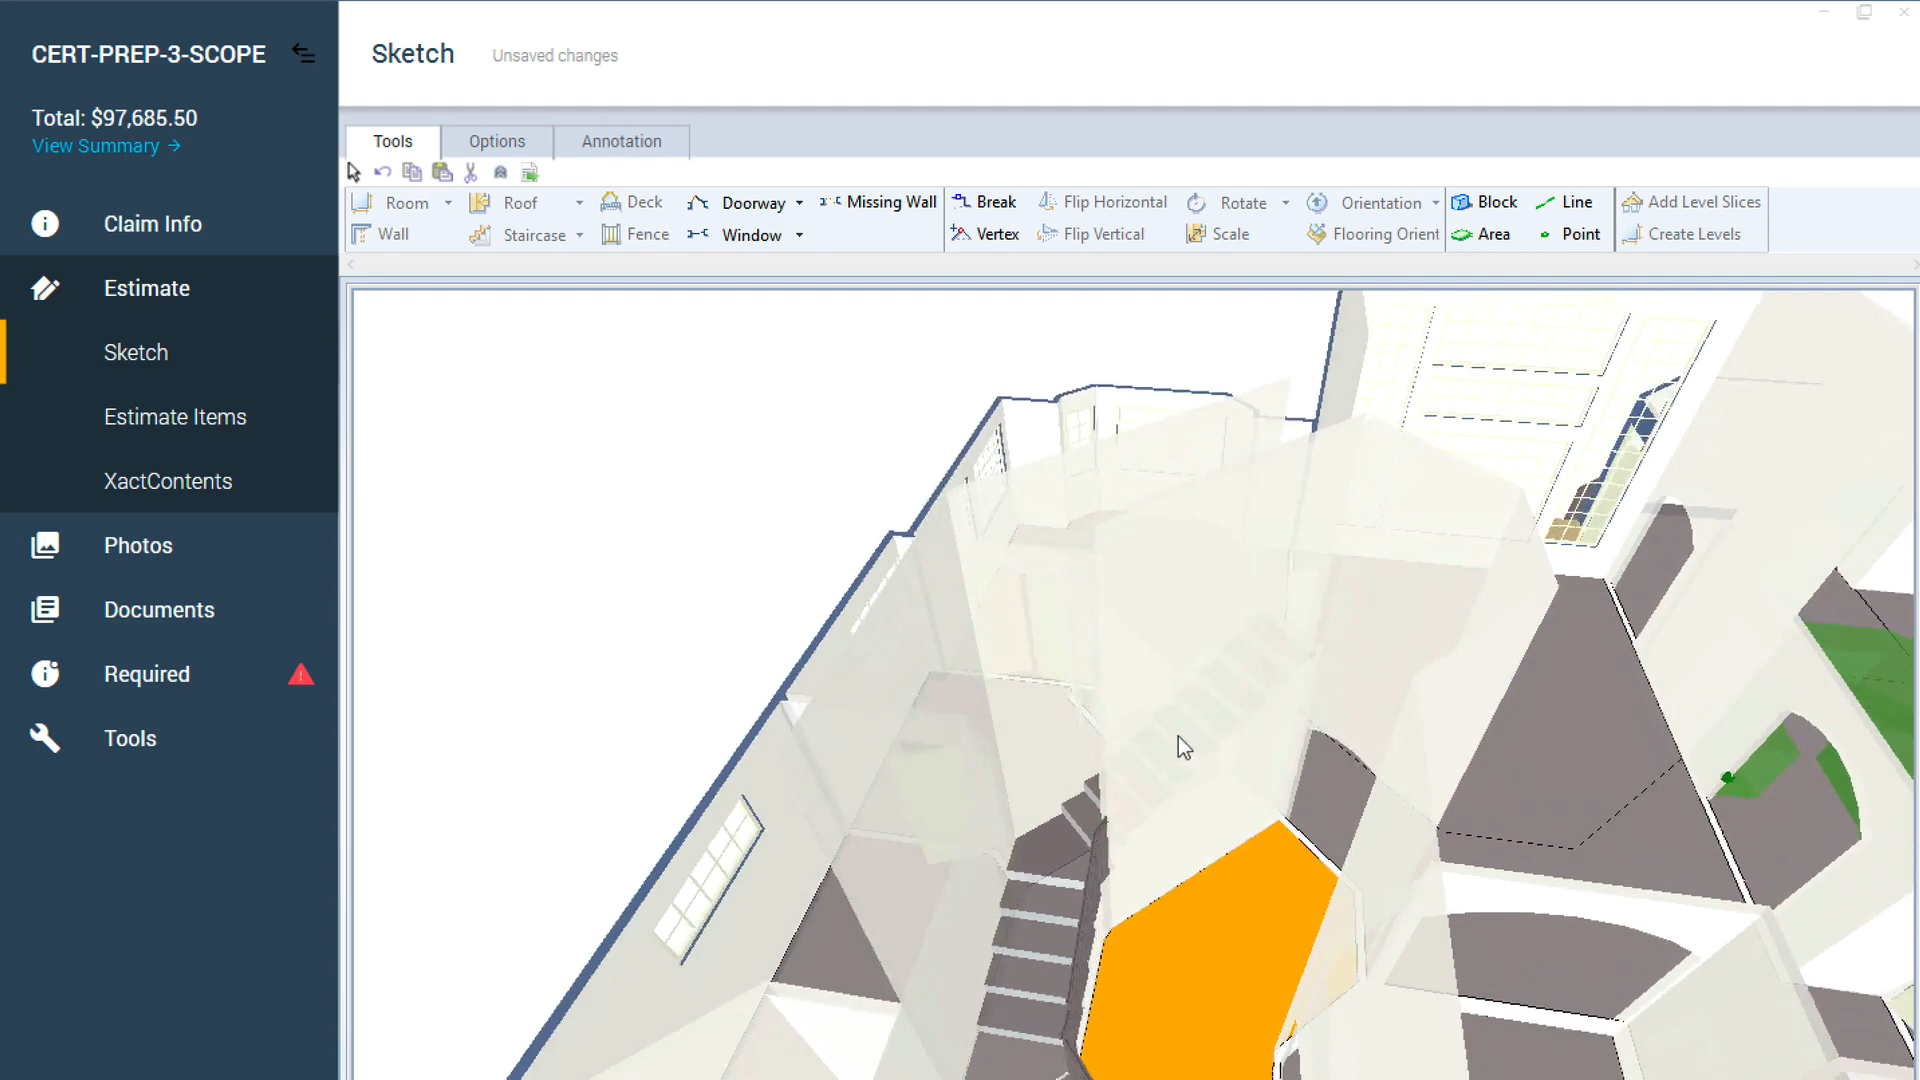 CERT-PREP-3-SCOPE
Total: $97,685.50
View Summary →
Claim Info
Estimate
Sketch
Estimate Items
XactContents
Photos
Documents
Required
Tools
Sketch Unsaved changes
Tools Options Annotation
Room Roof Deck Doorway Missing Wall Break Flip Horizontal Rotate Orientation Block Line Add Level Slices
Wall Staircase Fence Window Vertex Flip Vertical Scale Flooring Orient Area Point Create Levels